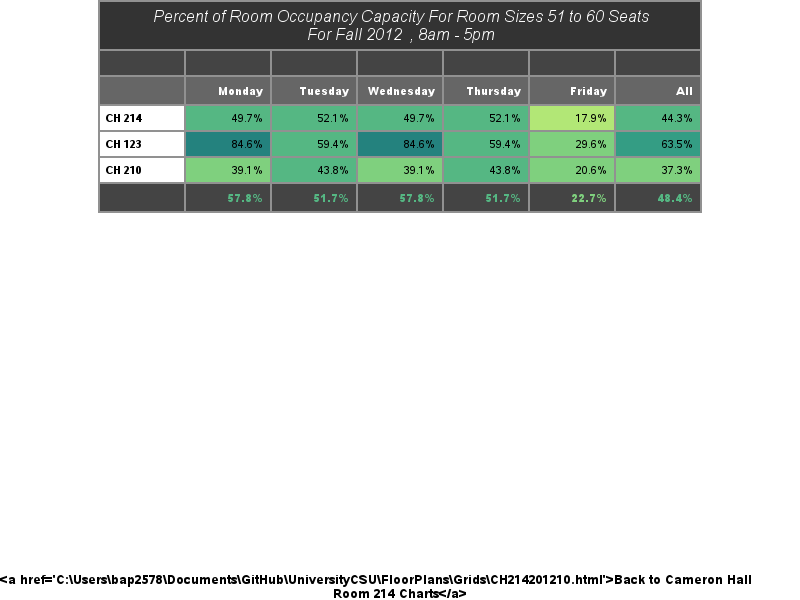 Percent of Room Occupancy Capacity For Room Sizes 51 to 60 Seats
For Fall 2012 , 8am - 5pm
Monday Tuesday Wednesday Thursday Friday All
CH 214 49.7% 52.1% 49.7% 52.1% 17.9% 44.3%
CH 123 84.6% 59.4% 84.6% 59.4% 29.6% 63.5%
CH 210 39.1% 43.8% 39.1% 43.8% 20.6% 37.3%
57.8% 51.7% 57.8% 51.7% 22.7% 48.4%
<a href='C:\Users\bap2578\Documents\GitHub\UniversityCSU\FloorPlans\Grids\CH214201210.html'>Back to Cameron Hall
Room 214 Charts</a>